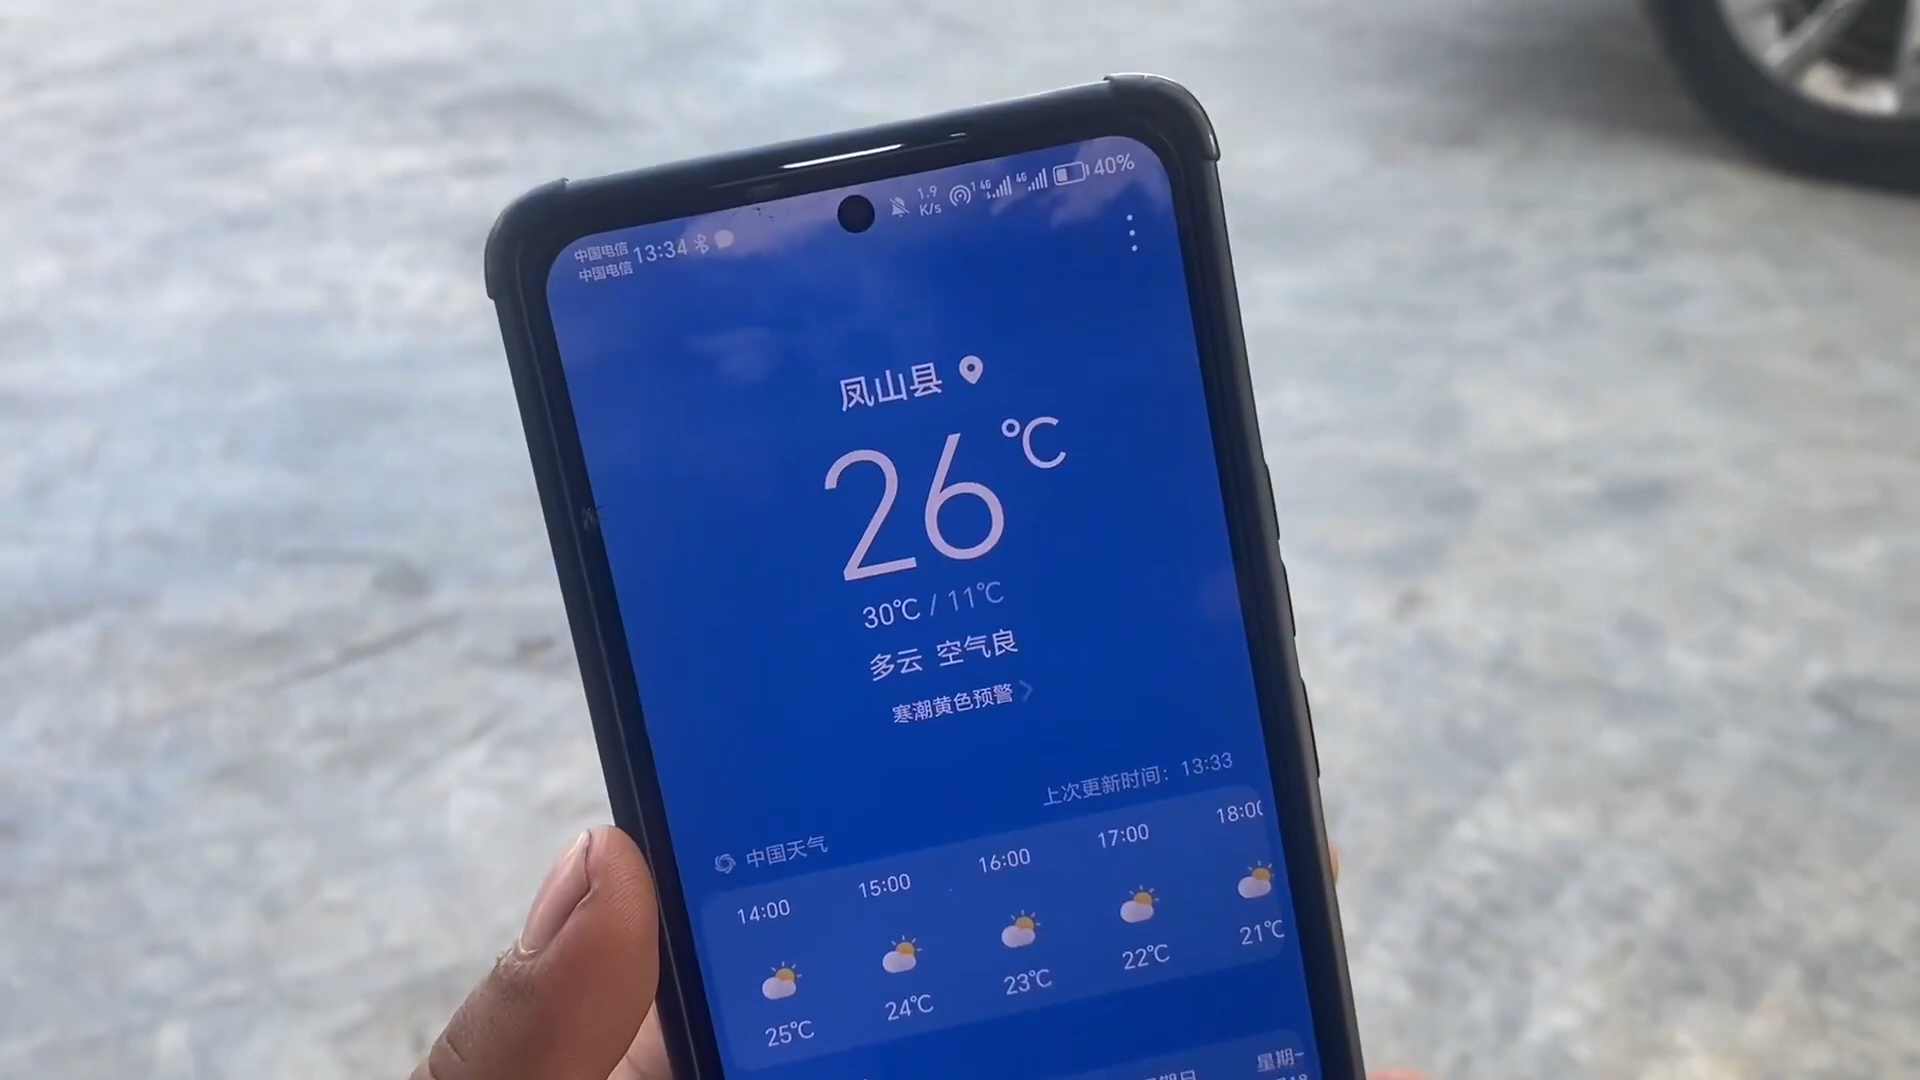 中国电信
中国电信
13:34
1.9
K/s
1 4G
4G
40%
凤山县
26℃
30℃ / 11℃
多云 空气良
寒潮黄色预警
上次更新时间：13:33
中国天气
14:00 15:00 16:00 17:00 18:00
25℃ 24℃ 23℃ 22℃ 21℃
星期一